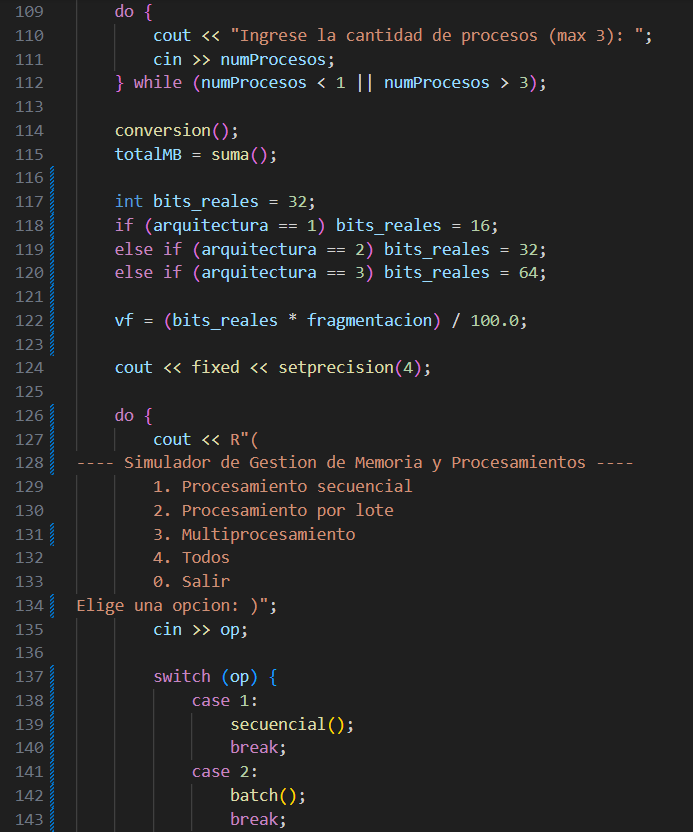 109 do {
110 cout << "Ingrese la cantidad de procesos (max 3): ";
111 cin >> numProcesos;
112 } while (numProcesos < 1 || numProcesos > 3);
113
114 conversion();
115 totalMB = suma();
116
117 int bits_reales = 32;
118 if (arquitectura == 1) bits_reales = 16;
119 else if (arquitectura == 2) bits_reales = 32;
120 else if (arquitectura == 3) bits_reales = 64;
121
122 vf = (bits_reales * fragmentacion) / 100.0;
123
124 cout << fixed << setprecision(4);
125
126 do {
127 cout << R"(
128 ---- Simulador de Gestion de Memoria y Procesamientos ----
129 1. Procesamiento secuencial
130 2. Procesamiento por lote
131 3. Multiprocesamiento
132 4. Todos
133 0. Salir
134 Elige una opcion: )";
135 cin >> op;
136
137 switch (op) {
138 case 1:
139 secuencial();
140 break;
141 case 2:
142 batch();
143 break;